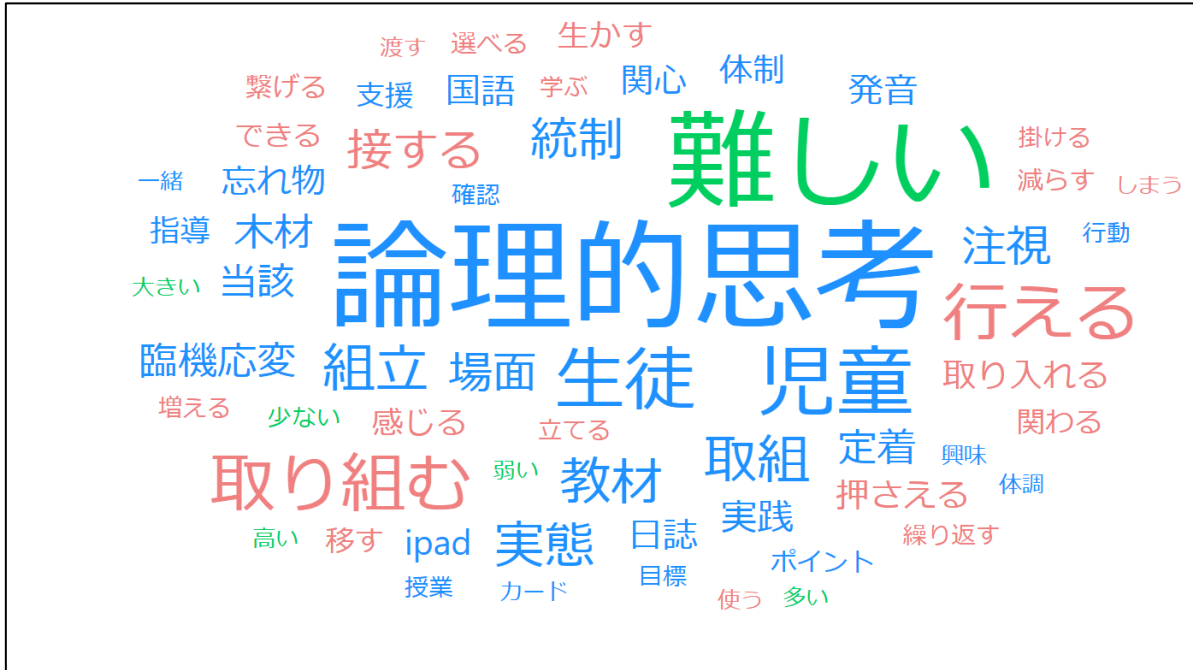 渡す 選べる 生かす
繋げる 支援 国語 学ぶ 関心 体制 発音
できる 接する 統制 難しい 掛ける
一緒 忘れ物 確認 減らす しまう
指導 木材 論理的思考 注視 行動
大きい 当該 行える
臨機応変 組立 場面 生徒 児童 取り入れる
増える 少ない 感じる 立てる 関わる
取り組む 弱い 教材 取組 定着 興味
押さえる 体調
高い 移す ipad 実態 日誌 実践 繰り返す
授業 カード 目標 ポイント
使う 多い